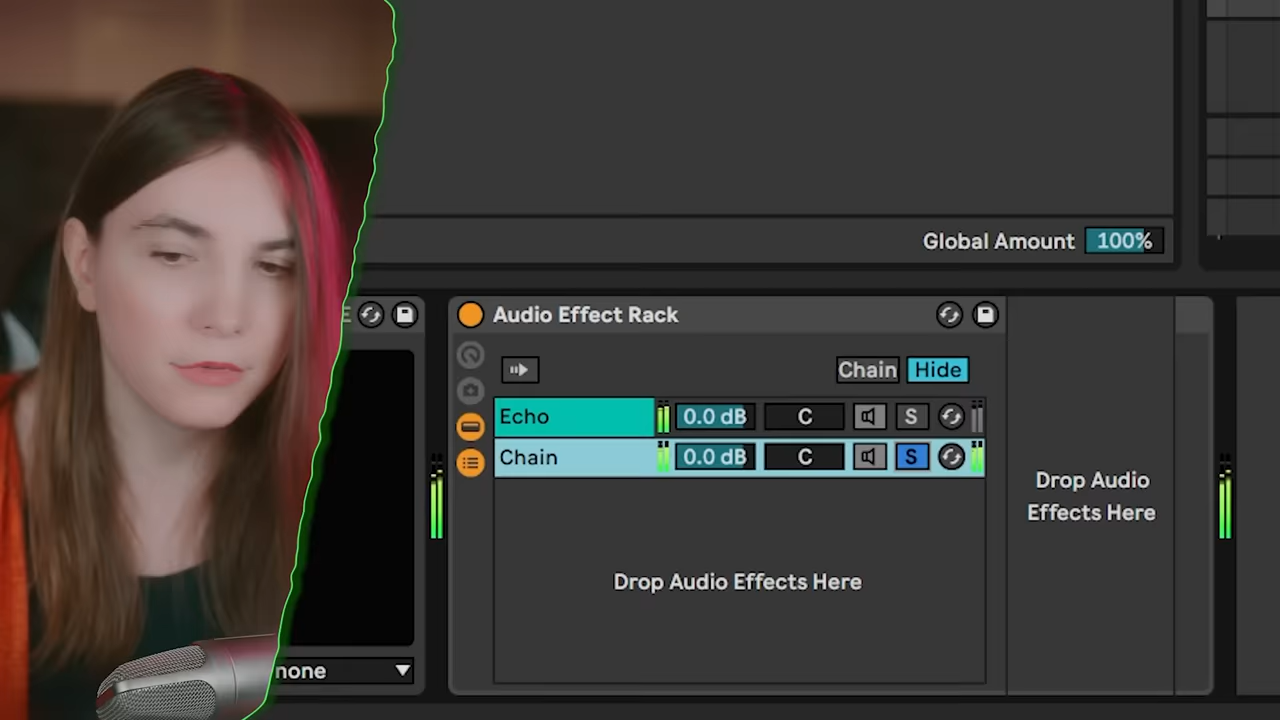 Global Amount 100%
E
Audio Effect Rack
Chain Hide
Echo 0.0 dB C S
Chain 0.0 dB C S
Drop Audio
Effects Here
Drop Audio Effects Here
none